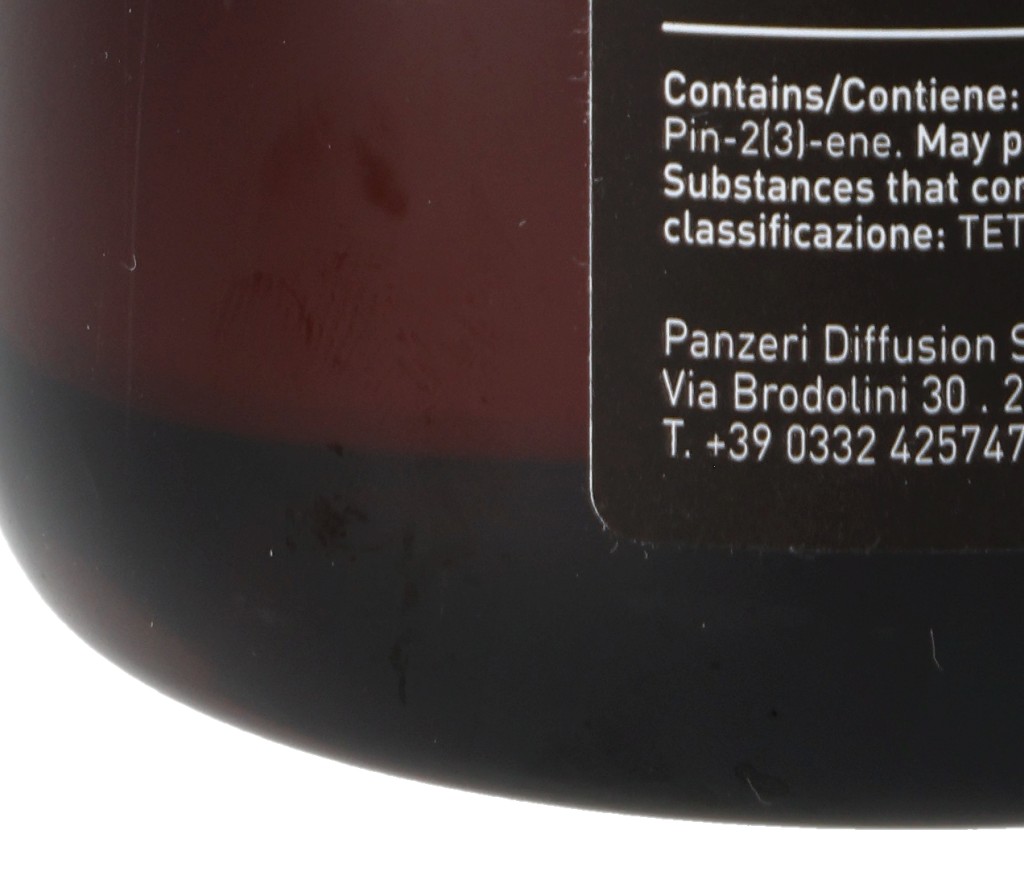 Contains/Contiene:
Pin-2(3)-ene. May p
Substances that con
classificazione: TET
Panzeri Diffusion S
Via Brodolini 30 . 2
T. +39 0332 425747